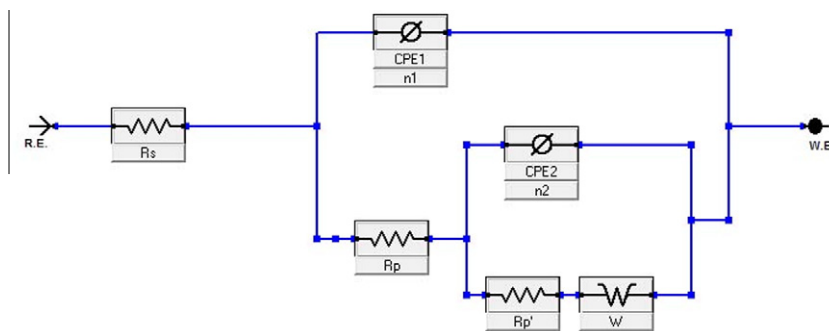 CPE1
n1
R.E.
Rs
W.E
CPE2
n2
Rp
Rp'
W